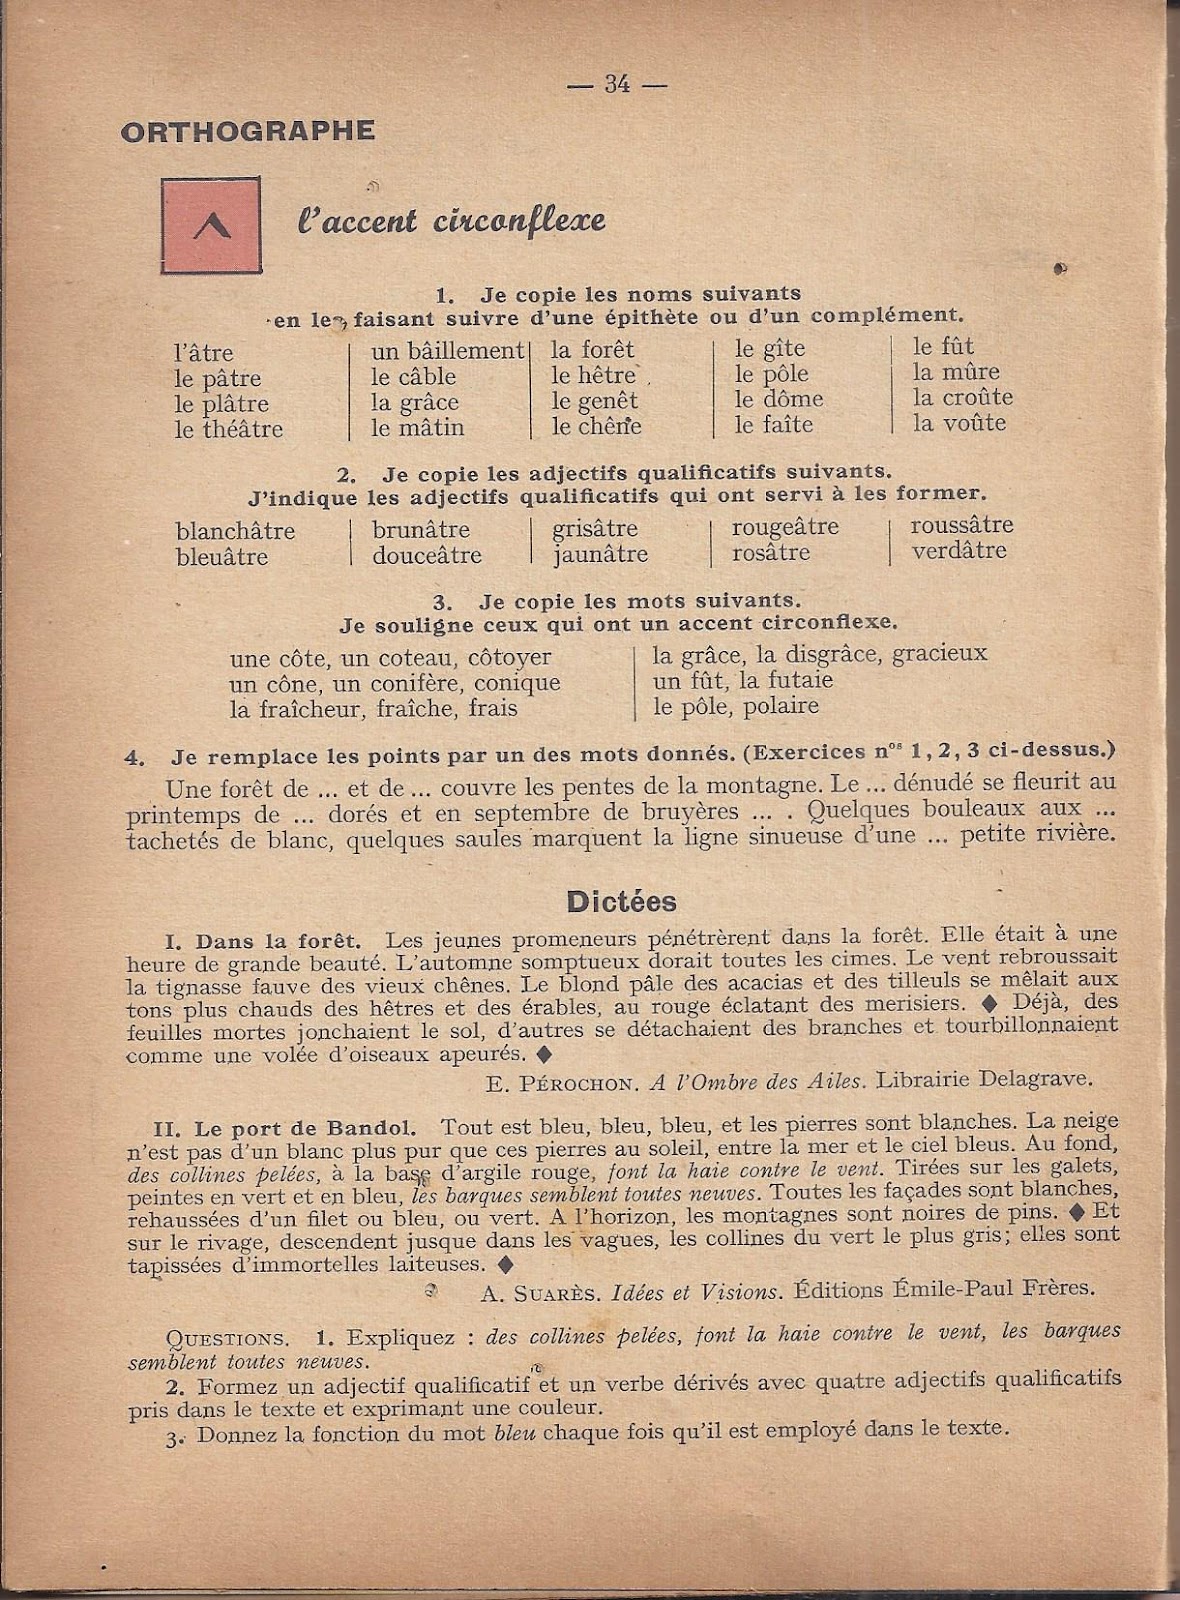 — 34 —
ORTHOGRAPHE
^ l'accent circonflexe
1. Je copie les noms suivants
en les faisant suivre d'une épithète ou d'un complément.
l'âtre un bâillement la forêt le gîte le fût
le pâtre le câble le hêtre le pôle la mûre
le plâtre la grâce le genêt le dôme la croûte
le théâtre le mâtin le chêne le faîte la voûte
2. Je copie les adjectifs qualificatifs suivants.
J'indique les adjectifs qualificatifs qui ont servi à les former.
blanchâtre brunâtre grisâtre rougeâtre roussâtre
bleuâtre douceâtre jaunâtre rosâtre verdâtre
3. Je copie les mots suivants.
Je souligne ceux qui ont un accent circonflexe.
une côte, un coteau, côtoyer la grâce, la disgrâce, gracieux
un cône, un conifère, conique un fût, la futaie
la fraîcheur, fraîche, frais le pôle, polaire
4. Je remplace les points par un des mots donnés. (Exercices nos 1, 2, 3 ci-dessus.)
Une forêt de ... et de ... couvre les pentes de la montagne. Le ... dénudé se fleurit au
printemps de ... dorés et en septembre de bruyères ... . Quelques bouleaux aux ...
tachetés de blanc, quelques saules marquent la ligne sinueuse d'une ... petite rivière.
Dictées
I. Dans la forêt. Les jeunes promeneurs pénétrèrent dans la forêt. Elle était à une
heure de grande beauté. L'automne somptueux dorait toutes les cimes. Le vent rebroussait
la tignasse fauve des vieux chênes. Le blond pâle des acacias et des tilleuls se mêlait aux
tons plus chauds des hêtres et des érables, au rouge éclatant des merisiers. ♦ Déjà, des
feuilles mortes jonchaient le sol, d'autres se détachaient des branches et tourbillonnaient
comme une volée d'oiseaux apeurés. ♦
E. PÉROCHON. A l'Ombre des Ailes. Librairie Delagrave.
II. Le port de Bandol. Tout est bleu, bleu, bleu, et les pierres sont blanches. La neige
n'est pas d'un blanc plus pur que ces pierres au soleil, entre la mer et le ciel bleus. Au fond,
des collines pelées, à la base d'argile rouge, font la haie contre le vent. Tirées sur les galets,
peintes en vert et en bleu, les barques semblent toutes neuves. Toutes les façades sont blanches,
rehaussées d'un filet ou bleu, ou vert. A l'horizon, les montagnes sont noires de pins. ♦ Et
sur le rivage, descendent jusque dans les vagues, les collines du vert le plus gris; elles sont
tapissées d'immortelles laiteuses. ♦
A. SUARÈS. Idées et Visions. Éditions Émile-Paul Frères.
QUESTIONS. 1. Expliquez : des collines pelées, font la haie contre le vent, les barques
semblent toutes neuves.
2. Formez un adjectif qualificatif et un verbe dérivés avec quatre adjectifs qualificatifs
pris dans le texte et exprimant une couleur.
3. Donnez la fonction du mot bleu chaque fois qu'il est employé dans le texte.